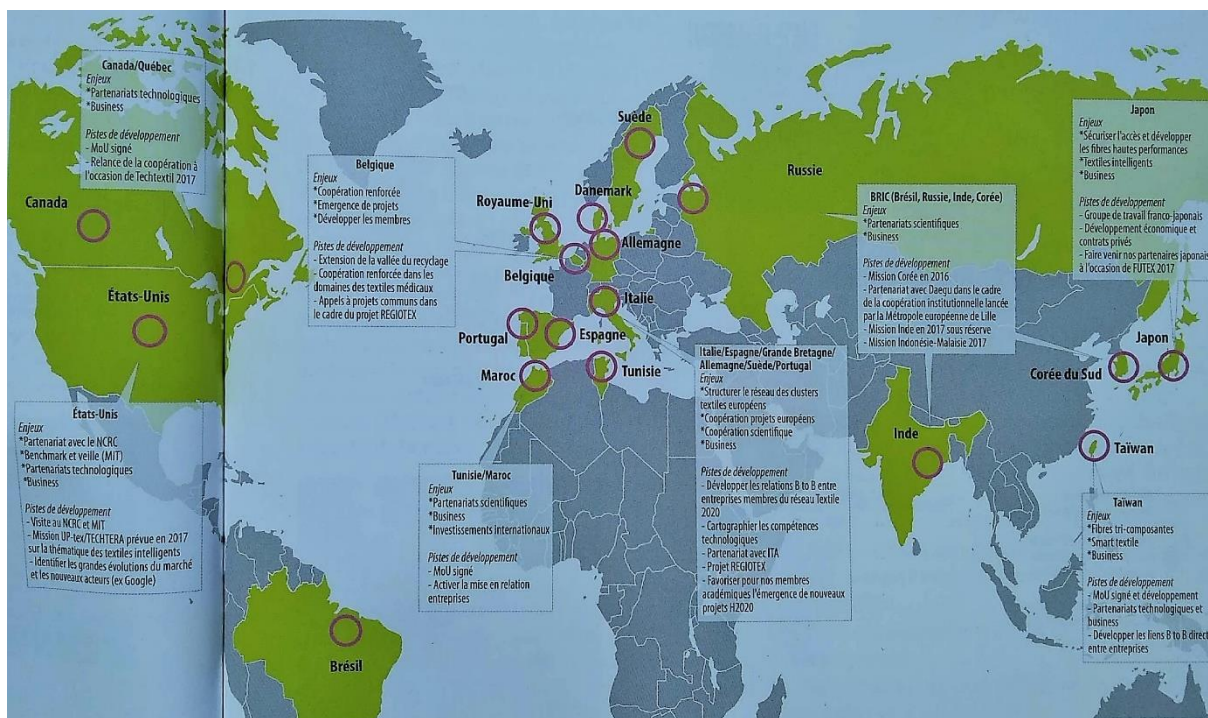 Canada/Québec
Enjeux
*Partenariats technologiques
*Business
Pistes de développement
- MoU signé
- Relance de la coopération à
l'occasion de Techtextil 2017
Canada
États-Unis
États-Unis
Enjeux
*Partenariat avec le NCRC
*Benchmark et veille (MiT)
*Partenariats technologiques
*Business
Pistes de développement
- Visite au NCRC et MIT
- Mission UP-tex/TECHTERA prévue en 2017
sur la thématique des textiles intelligents
- Identifier les grandes évolutions du marché
et les nouveaux acteurs (ex Google)
Brésil
Belgique
Enjeux
*Coopération renforcée
*Emergence de projets
*Développer les membres
Pistes de développement
- Extension de la vallée du recyclage
- Coopération renforcée dans les
domaines des textiles médicaux
- Appels à projets communs dans
le cadre du projet REGIOTEX
Suède
Danemark
Royaume-Uni
Allemagne
Belgique
Italie
Portugal
Espagne
Maroc
Tunisie
Tunisie/Maroc
Enjeux
*Partenariats scientifiques
*Business
*Investissements internationaux
Pistes de développement
- MoU signé
- Activer la mise en relation
entreprises
Italie/Espagne/Grande Bretagne/
Allemagne/Suède/Portugal
Enjeux
*Structurer le réseau des clusters
textiles européens
*Coopération projets européens
*Coopération scientifique
*Business
Pistes de développement
- Développer les relations B to B entre
entreprises membres du réseau Textile
2020
- Cartographier les compétences
technologiques
- Partenariat avec ITA
- Projet REGIOTEX
- Favoriser pour nos membres
académiques l'émergence de nouveaux
projets H2020
Russie
BRIC (Brésil, Russie, Inde, Corée)
Enjeux
*Partenariats scientifiques
*Business
Pistes de développement
- Mission Corée en 2016
- Partenariat avec Daegu dans le cadre
de la coopération institutionnelle lancée
par la Métropole européenne de Lille
- Mission Inde en 2017 sous réserve
- Mission Indonésie-Malaisie 2017
Inde
Japon
Enjeux
*Sécuriser l'accès et développer
les fibres hautes performances
*Textiles intelligents
*Business
Pistes de développement
- Groupe de travail franco-japonais
- Développement économique et
contrats privés
- Faire venir nos partenaires japonais
à l'occasion de FUTEX 2017
Japon
Corée du Sud
Taïwan
Taïwan
Enjeux
*Fibres tri-composantes
*Smart textile
*Business
Pistes de développement
- MoU signé et développement
- Partenariats technologiques et
business
- Développer les liens B to B direct
entre entreprises